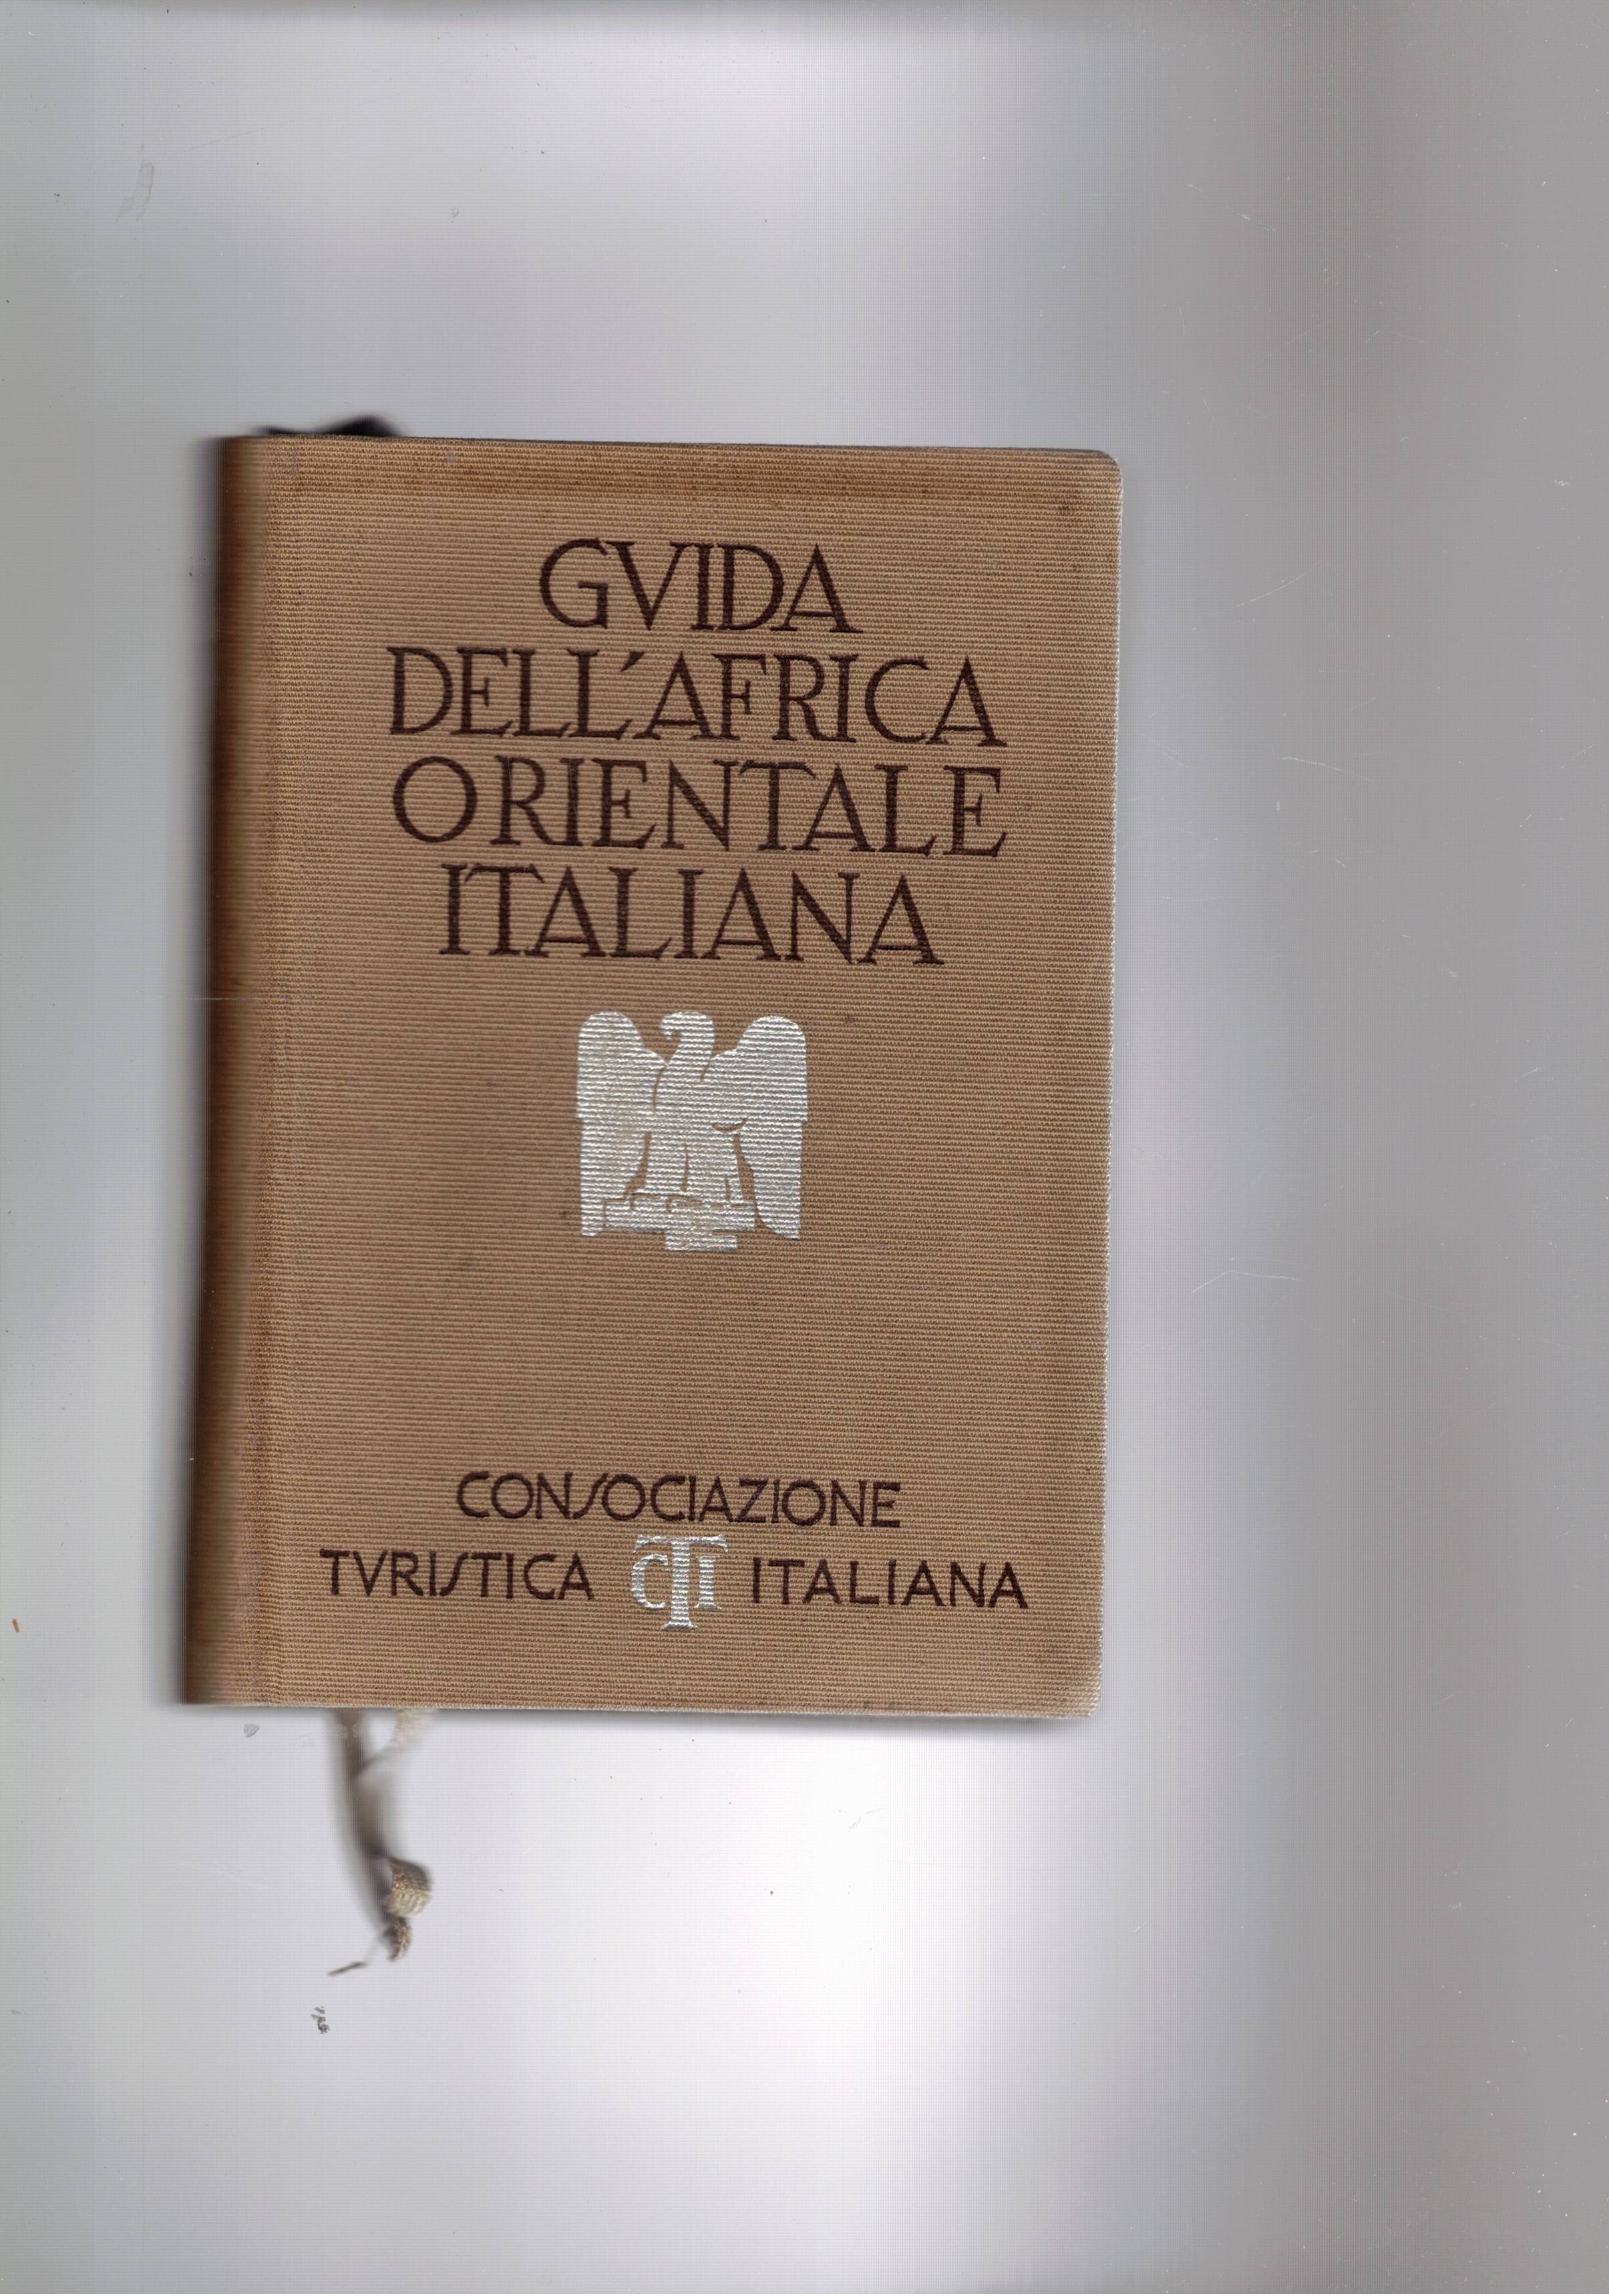 GVIDA
DELL'AFRICA
ORIENTALE
ITALIANA
CONSOCIAZIONE
TVRISTICA CTI ITALIANA